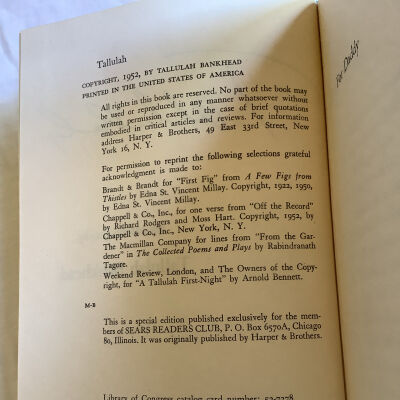 Tallulah
COPYRIGHT, 1952, BY TALLULAH BANKHEAD
PRINTED IN THE UNITED STATES OF AMERICA
All rights in this book are reserved. No part of the book may
be used or reproduced in any manner whatsoever without
written permission except in the case of brief quotations
embodied in critical articles and reviews. For information
address Harper & Brothers, 49 East 33rd Street, New
York 16, N. Y.
For permission to reprint the following selections grateful
acknowledgment is made to:
Brandt & Brandt for "First Fig" from A Few Figs from
Thistles by Edna St. Vincent Millay. Copyright, 1922, 1950,
by Edna St. Vincent Millay.
Chappell & Co., Inc., for one verse from "Off the Record"
by Richard Rodgers and Moss Hart. Copyright, 1952, by
Chappell & Co., Inc., New York, N. Y.
The Macmillan Company for lines from "From the Gar-
dener" in The Collected Poems and Plays by Rabindranath
Tagore.
Weekend Review, London, and The Owners of the Copy-
right, for "A Tallulah First-Night" by Arnold Bennett.
M-B
This is a special edition published exclusively for the mem-
bers of SEARS READERS CLUB, P. O. Box 6570A, Chicago
80, Illinois. It was originally published by Harper & Brothers.
Library of Congress catalog card number: 52-7278
For Daddy